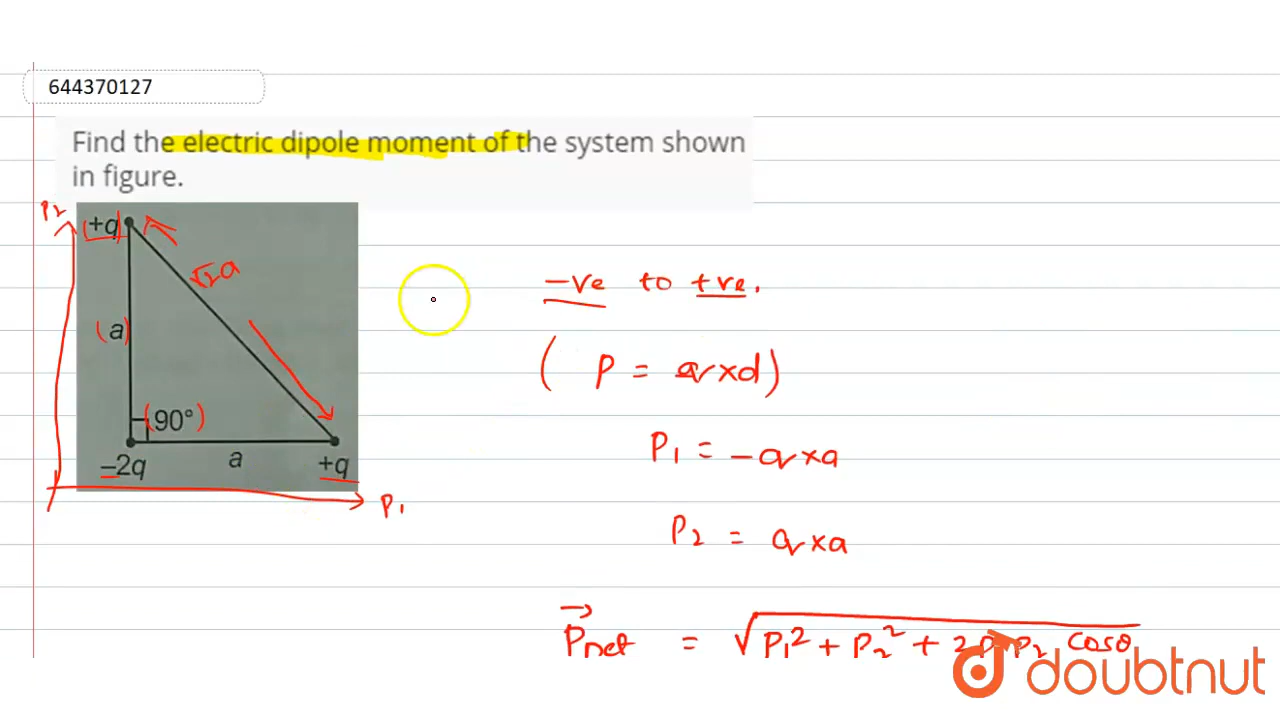 644370127
Find the electric dipole moment of the system shown
in figure.
P2
(+q)
√2a
(a)
(90°)
–2q
a
+q
P1
-ve to +ve.
( P = q×d)
P1 = -q×a
P2 = q×a
Pnet = √P1² + P2² + 2P1P2 cosθ
doubtnut